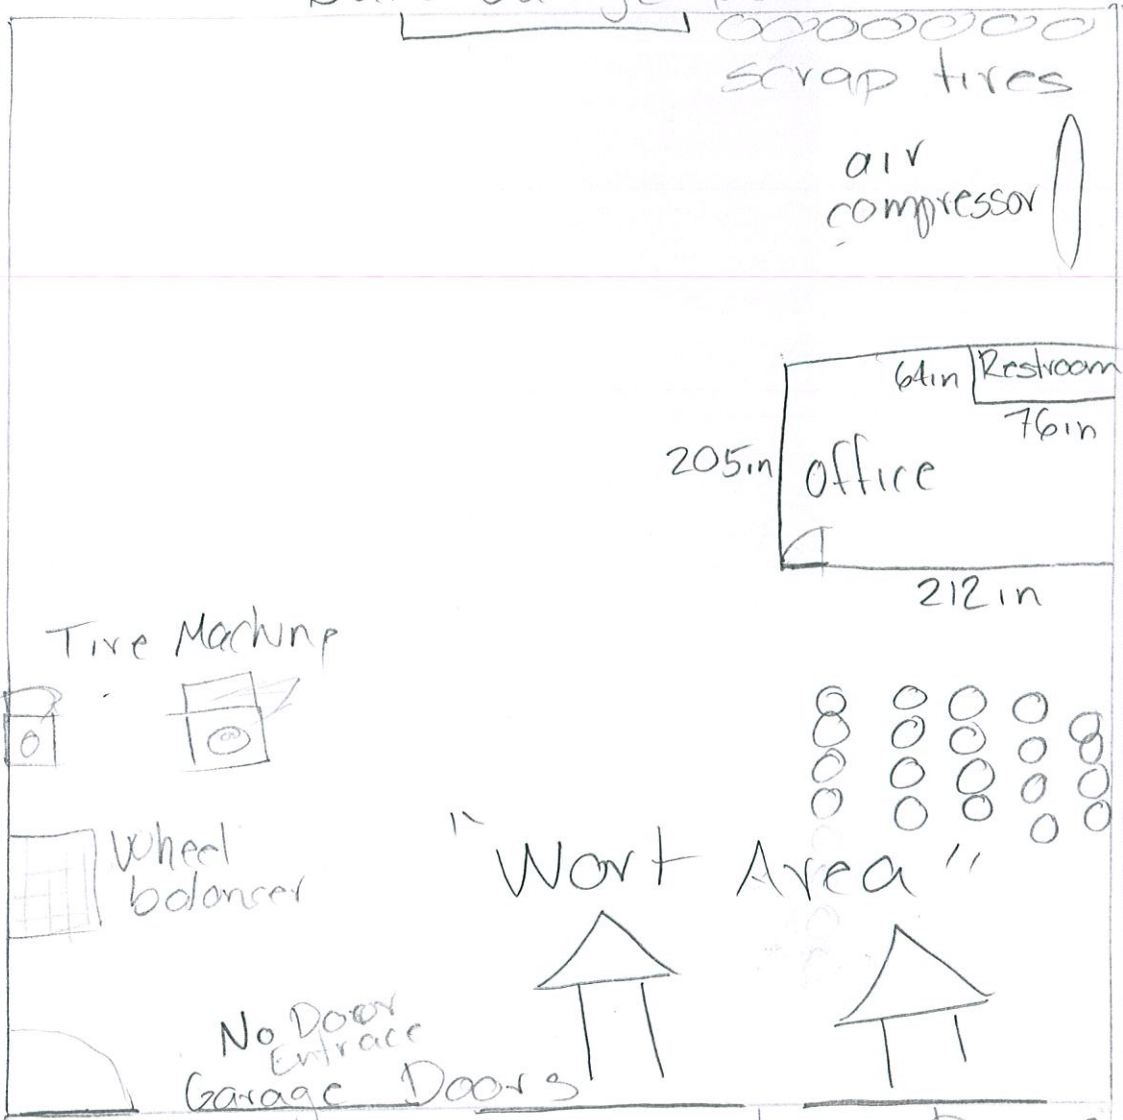 scrap tires
air
compressor
64in
Restroom
76in
205in
office
212in
Tire Machine
Wheel
balancer
"Wort Area"
No Door
Entrace
Garage Doors